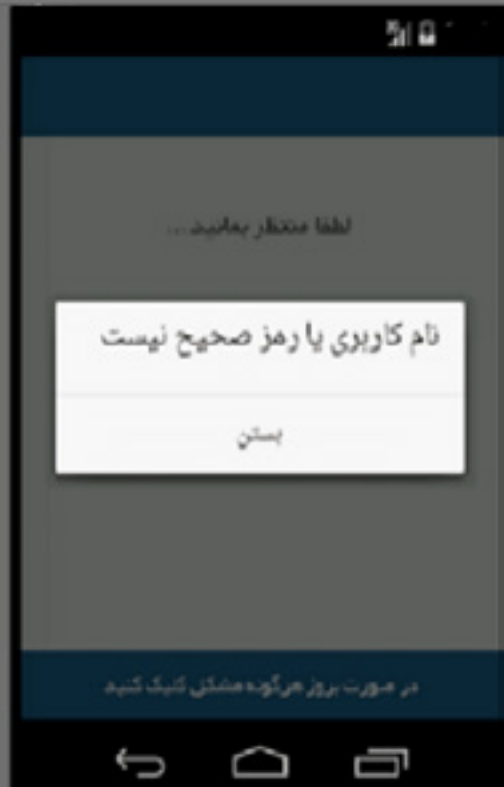 لطفا منتظر بمانید...
نام کاربری یا رمز صحیح نیست
بستن
در صورت بروز هرگونه مشکل کلیک کنید